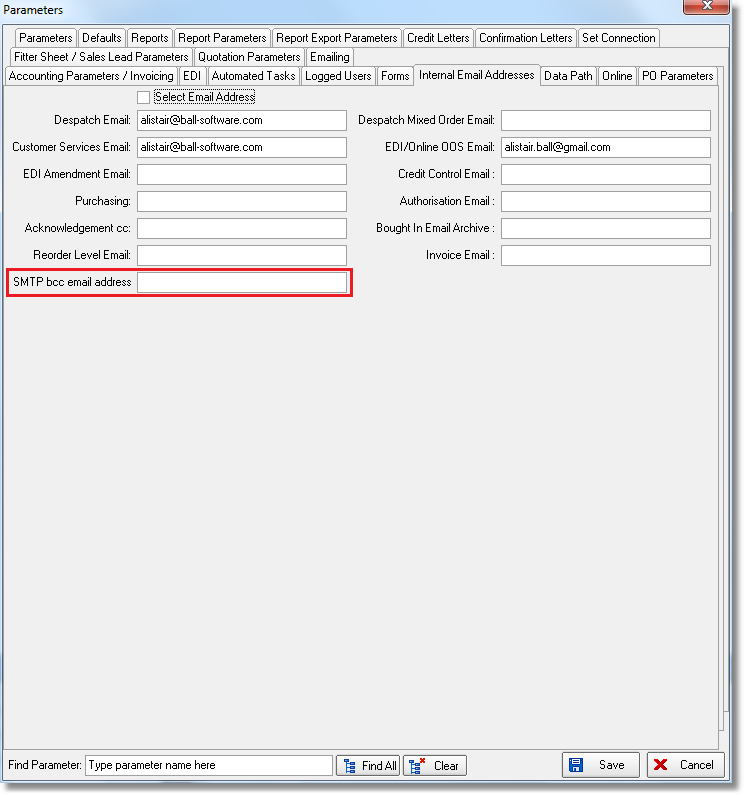 Parameters
Parameters Defaults Reports Report Parameters Report Export Parameters Credit Letters Confirmation Letters Set Connection
Fitter Sheet / Sales Lead Parameters Quotation Parameters Emailing
Accounting Parameters / Invoicing EDI Automated Tasks Logged Users Forms Internal Email Addresses Data Path Online PO Parameters
Select Email Address
Despatch Email: alistair@ball-software.com Despatch Mixed Order Email:
Customer Services Email: alistair@ball-software.com EDI/Online OOS Email: alistair.ball@gmail.com
EDI Amendment Email: Credit Control Email :
Purchasing: Authorisation Email :
Acknowledgement cc: Bought In Email Archive :
Reorder Level Email: Invoice Email :
SMTP bcc email address
Find Parameter: Type parameter name here Find All Clear Save Cancel